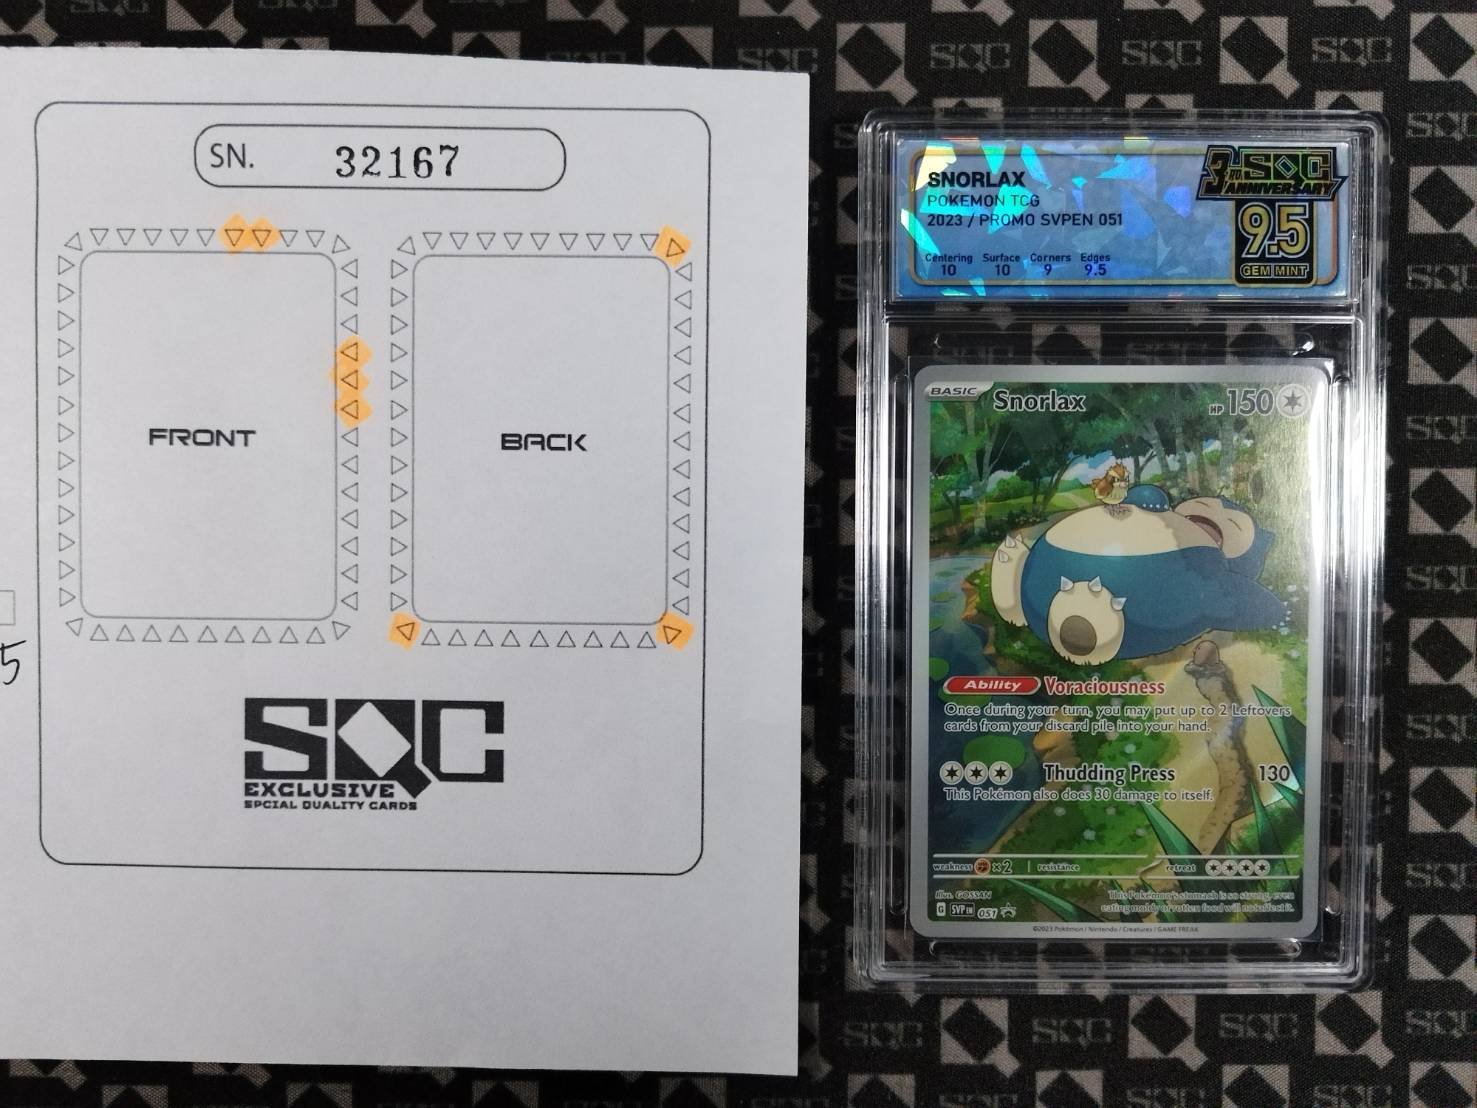 SN. 32167
FRONT
BACK
5
SQC
EXCLUSIVE
SPCIAL QUALITY CARDS
SNORLAX
POKEMON TCG
2023 / PROMO SVPEN 051
Centering Surface Corners Edges
10 10 9 9.5
3RD SQC
ANNIVERSARY
9.5
GEM MINT
BASIC Snorlax HP 150
Ability Voraciousness
Once during your turn, you may put up to 2 Leftovers
cards from your discard pile into your hand.
Thudding Press 130
This Pokémon also does 30 damage to itself.
weakness ×2 resistance retreat
Illus. GOSSAN
This Pokémon's stomach is so strong, even
eating moldy or rotten food will not affect it.
G SVP EN 051
©2023 Pokémon / Nintendo / Creatures / GAME FREAK